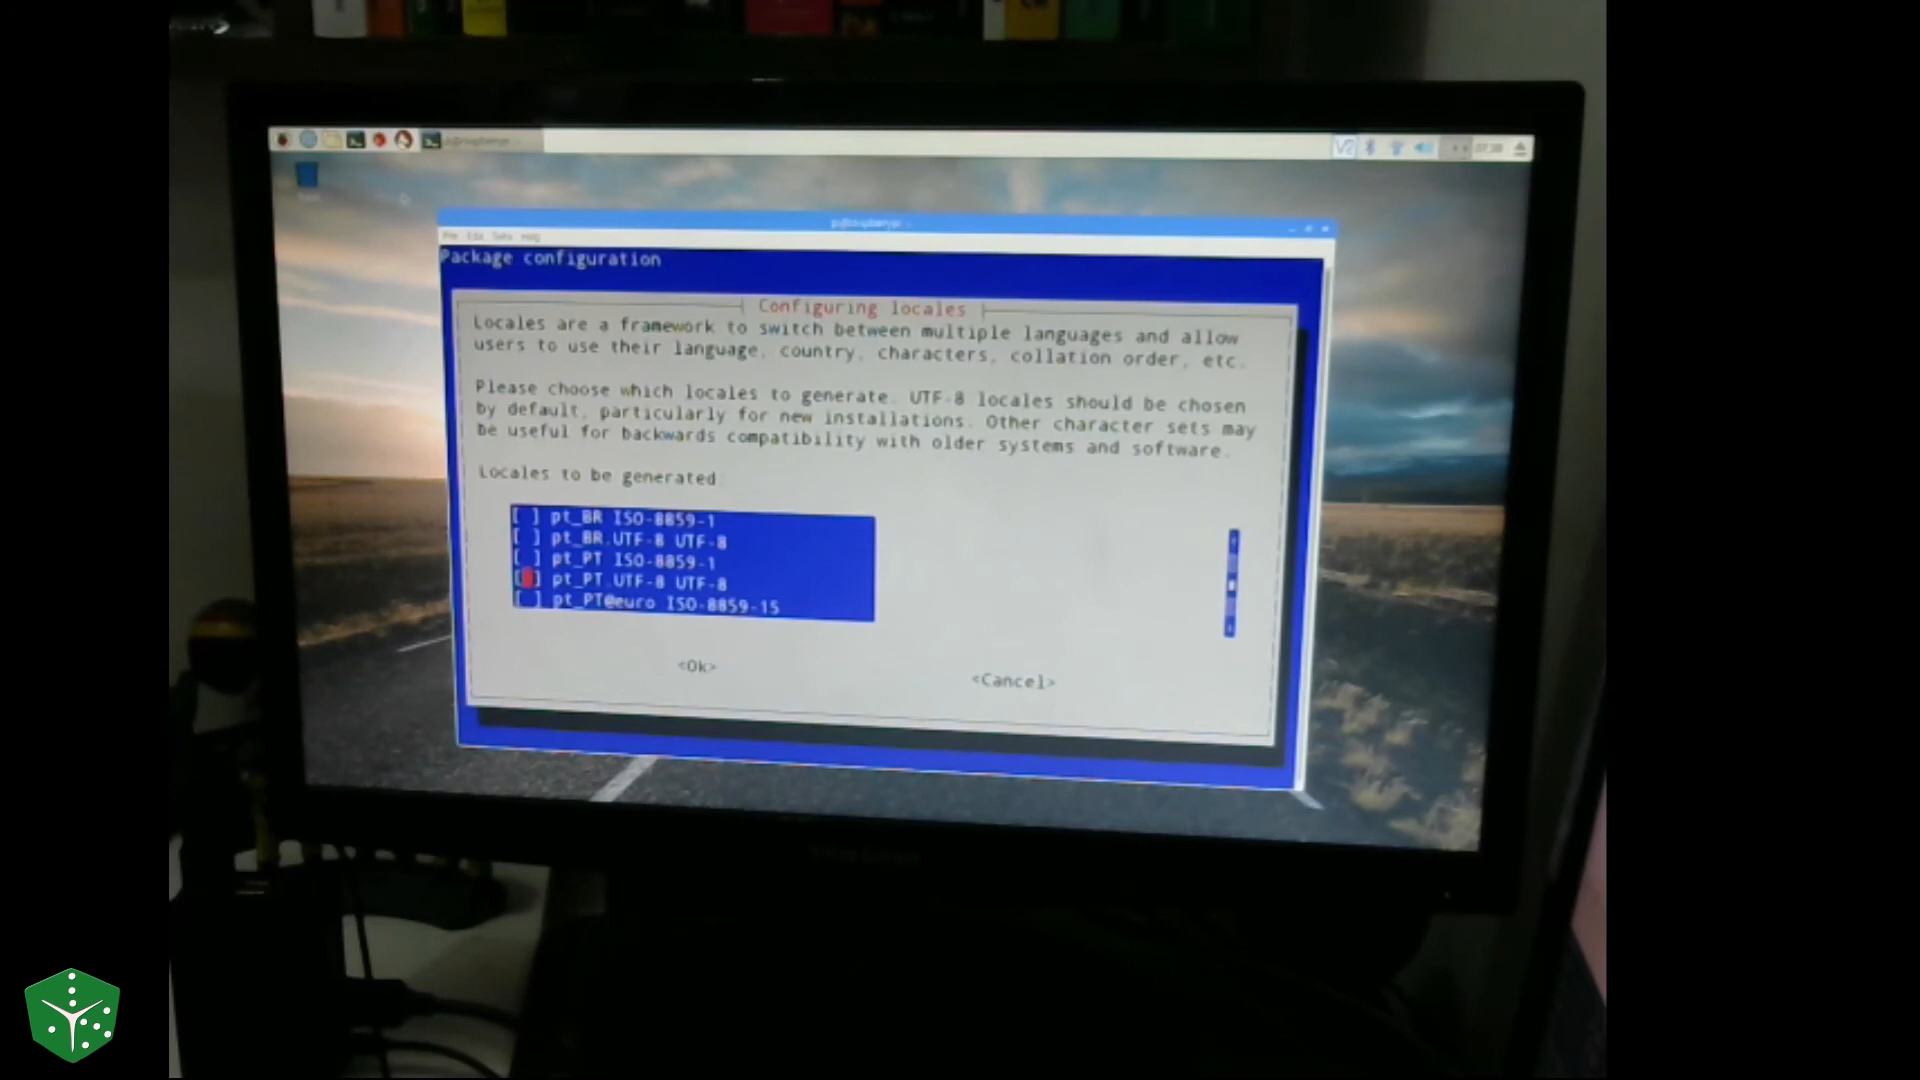 Package configuration
Configuring locales
Locales are a framework to switch between multiple languages and allow
users to use their language, country, characters, collation order, etc.
Please choose which locales to generate. UTF-8 locales should be chosen
by default, particularly for new installations. Other character sets may
be useful for backwards compatibility with older systems and software.
Locales to be generated:
[ ] pt_BR ISO-8859-1
[ ] pt_BR.UTF-8 UTF-8
[ ] pt_PT ISO-8859-1
[ ] pt_PT.UTF-8 UTF-8
[ ] pt_PT@euro ISO-8859-15
<Ok>
<Cancel>